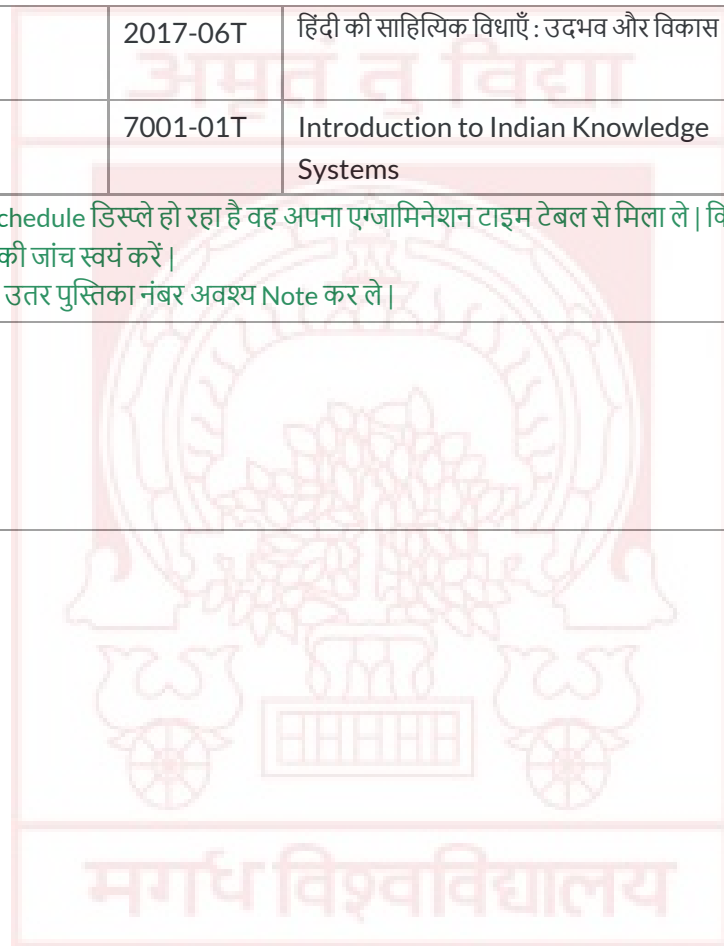 2017-06T हिंदी की साहित्यिक विधाएँ : उदभव और विकास
अमृतं तु विद्या
7001-01T Introduction to Indian Knowledge
Systems
chedule डिस्प्ले हो रहा है वह अपना एग्जामिनेशन टाइम टेबल से मिला ले |
की जांच स्वयं करें |
उतर पुस्तिका नंबर अवश्य Note कर ले |
मगध विश्वविद्यालय